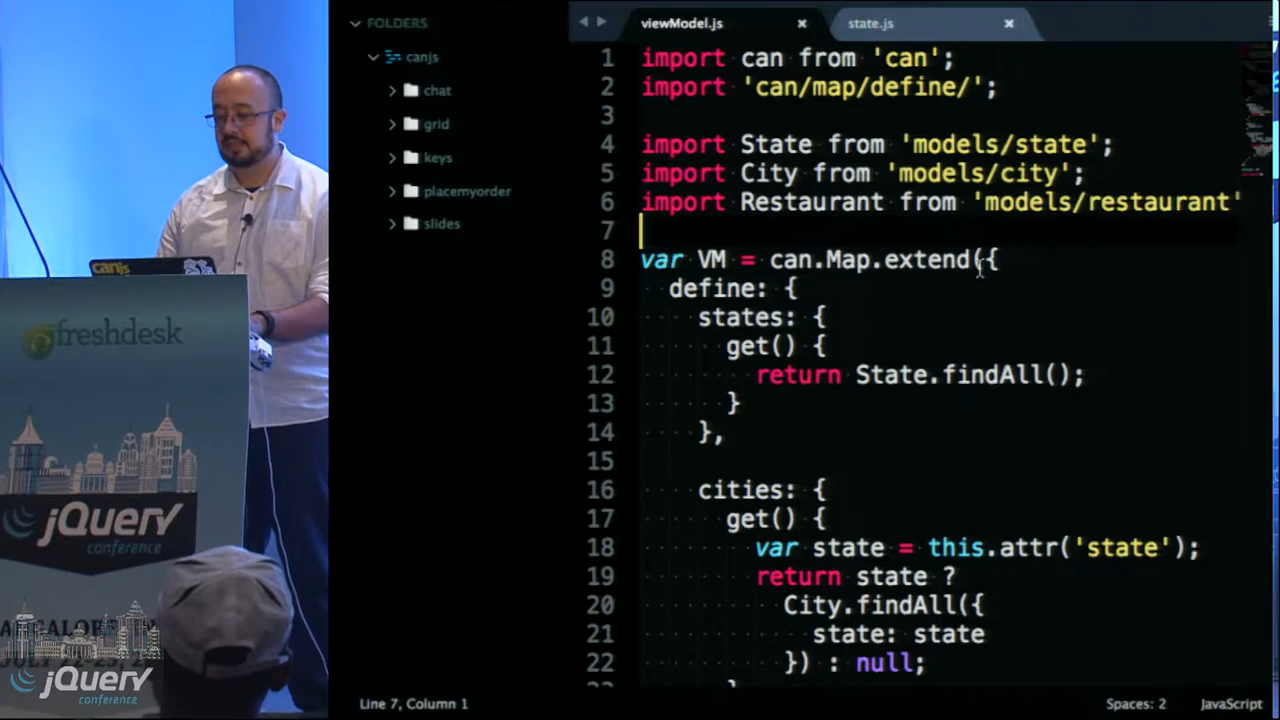 FOLDERS
canjs
chat
grid
keys
placemyorder
slides
viewModel.js
state.js
1 import can from 'can';
2 import 'can/map/define/';
3
4 import State from 'models/state';
5 import City from 'models/city';
6 import Restaurant from 'models/restaurant'
7
8 var VM = can.Map.extend({
9 define: {
10 states: {
11 get() {
12 return State.findAll();
13 }
14 },
15
16 cities: {
17 get() {
18 var state = this.attr('state');
19 return state ?
20 City.findAll({
21 state: state
22 }) : null;
}
Line 7, Column 1
Spaces: 2
JavaScript
canjs
freshdesk
jQuery
conference
jQuery
conference